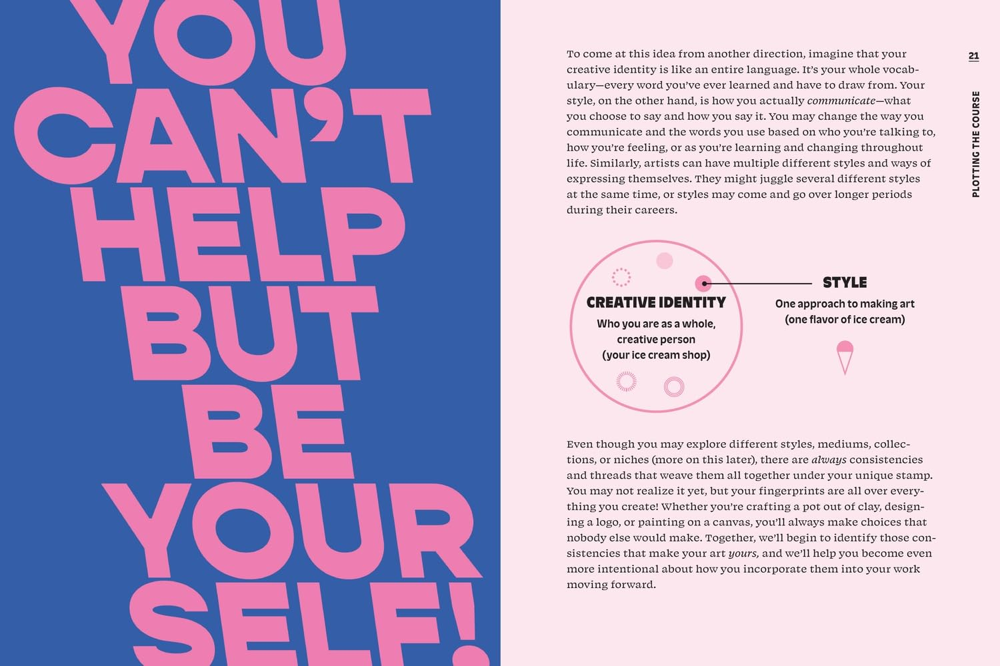 YOU
CAN'T
HELP
BUT
BE
YOUR
SELF!
To come at this idea from another direction, imagine that your
creative identity is like an entire language. It's your whole vocab-
ulary—every word you've ever learned and have to draw from. Your
style, on the other hand, is how you actually communicate—what
you choose to say and how you say it. You may change the way you
communicate and the words you use based on who you're talking to,
how you're feeling, or as you're learning and changing throughout
life. Similarly, artists can have multiple different styles and ways of
expressing themselves. They might juggle several different styles
at the same time, or styles may come and go over longer periods
during their careers.
CREATIVE IDENTITY
Who you are as a whole,
creative person
(your ice cream shop)
STYLE
One approach to making art
(one flavor of ice cream)
Even though you may explore different styles, mediums, collec-
tions, or niches (more on this later), there are always consistencies
and threads that weave them all together under your unique stamp.
You may not realize it yet, but your fingerprints are all over every-
thing you create! Whether you're crafting a pot out of clay, design-
ing a logo, or painting on a canvas, you'll always make choices that
nobody else would make. Together, we'll begin to identify those con-
sistencies that make your art yours, and we'll help you become even
more intentional about how you incorporate them into your work
moving forward.
21
PLOTTING THE COURSE